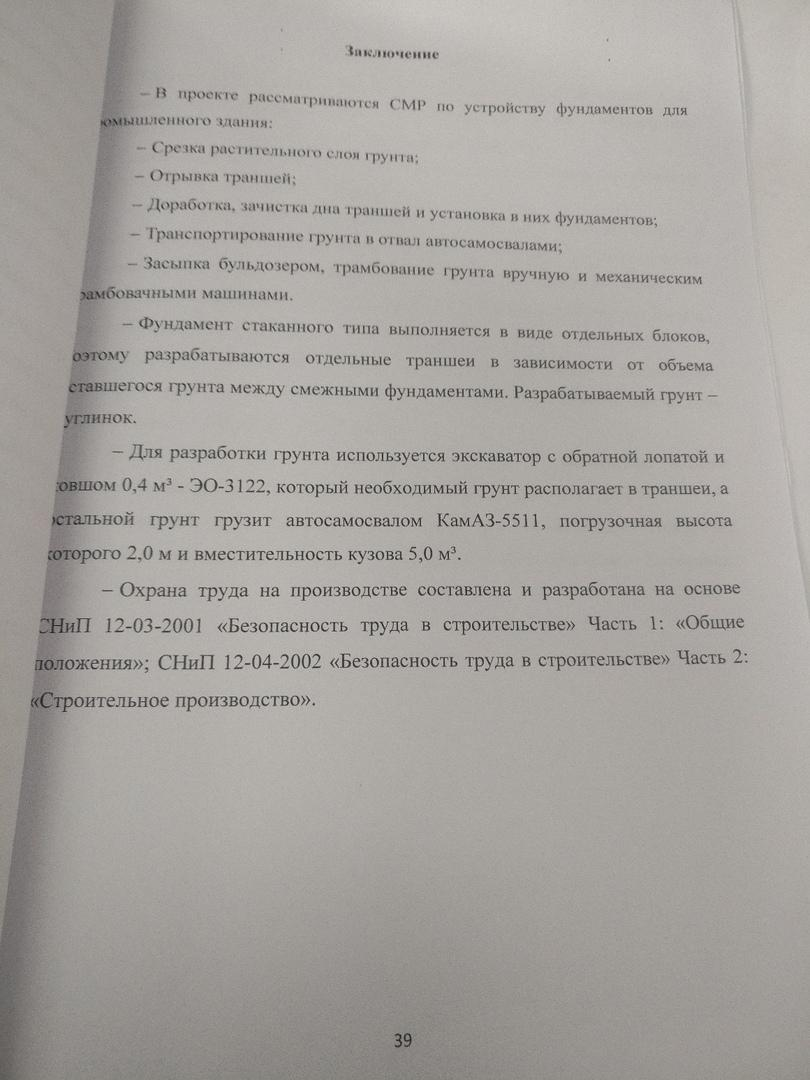 Заключение
– В проекте рассматриваются СМР по устройству фундаментов для
омышленного здания:
– Срезка растительного слоя грунта;
– Отрывка траншей;
– Доработка, зачистка дна траншей и установка в них фундаментов;
– Транспортирование грунта в отвал автосамосвалами;
– Засыпка бульдозером, трамбование грунта вручную и механическим
рамбовачными машинами.
– Фундамент стаканного типа выполняется в виде отдельных блоков,
оэтому разрабатываются отдельные траншеи в зависимости от объема
ставшегося грунта между смежными фундаментами. Разрабатываемый грунт –
углинок.
– Для разработки грунта используется экскаватор с обратной лопатой и
овшом 0,4 м³ - ЭО-3122, который необходимый грунт располагает в траншеи, а
остальной грунт грузит автосамосвалом КамАЗ-5511, погрузочная высота
которого 2,0 м и вместительность кузова 5,0 м³.
– Охрана труда на производстве составлена и разработана на основе
СНиП 12-03-2001 «Безопасность труда в строительстве» Часть 1: «Общие
положения»; СНиП 12-04-2002 «Безопасность труда в строительстве» Часть 2:
«Строительное производство».
39